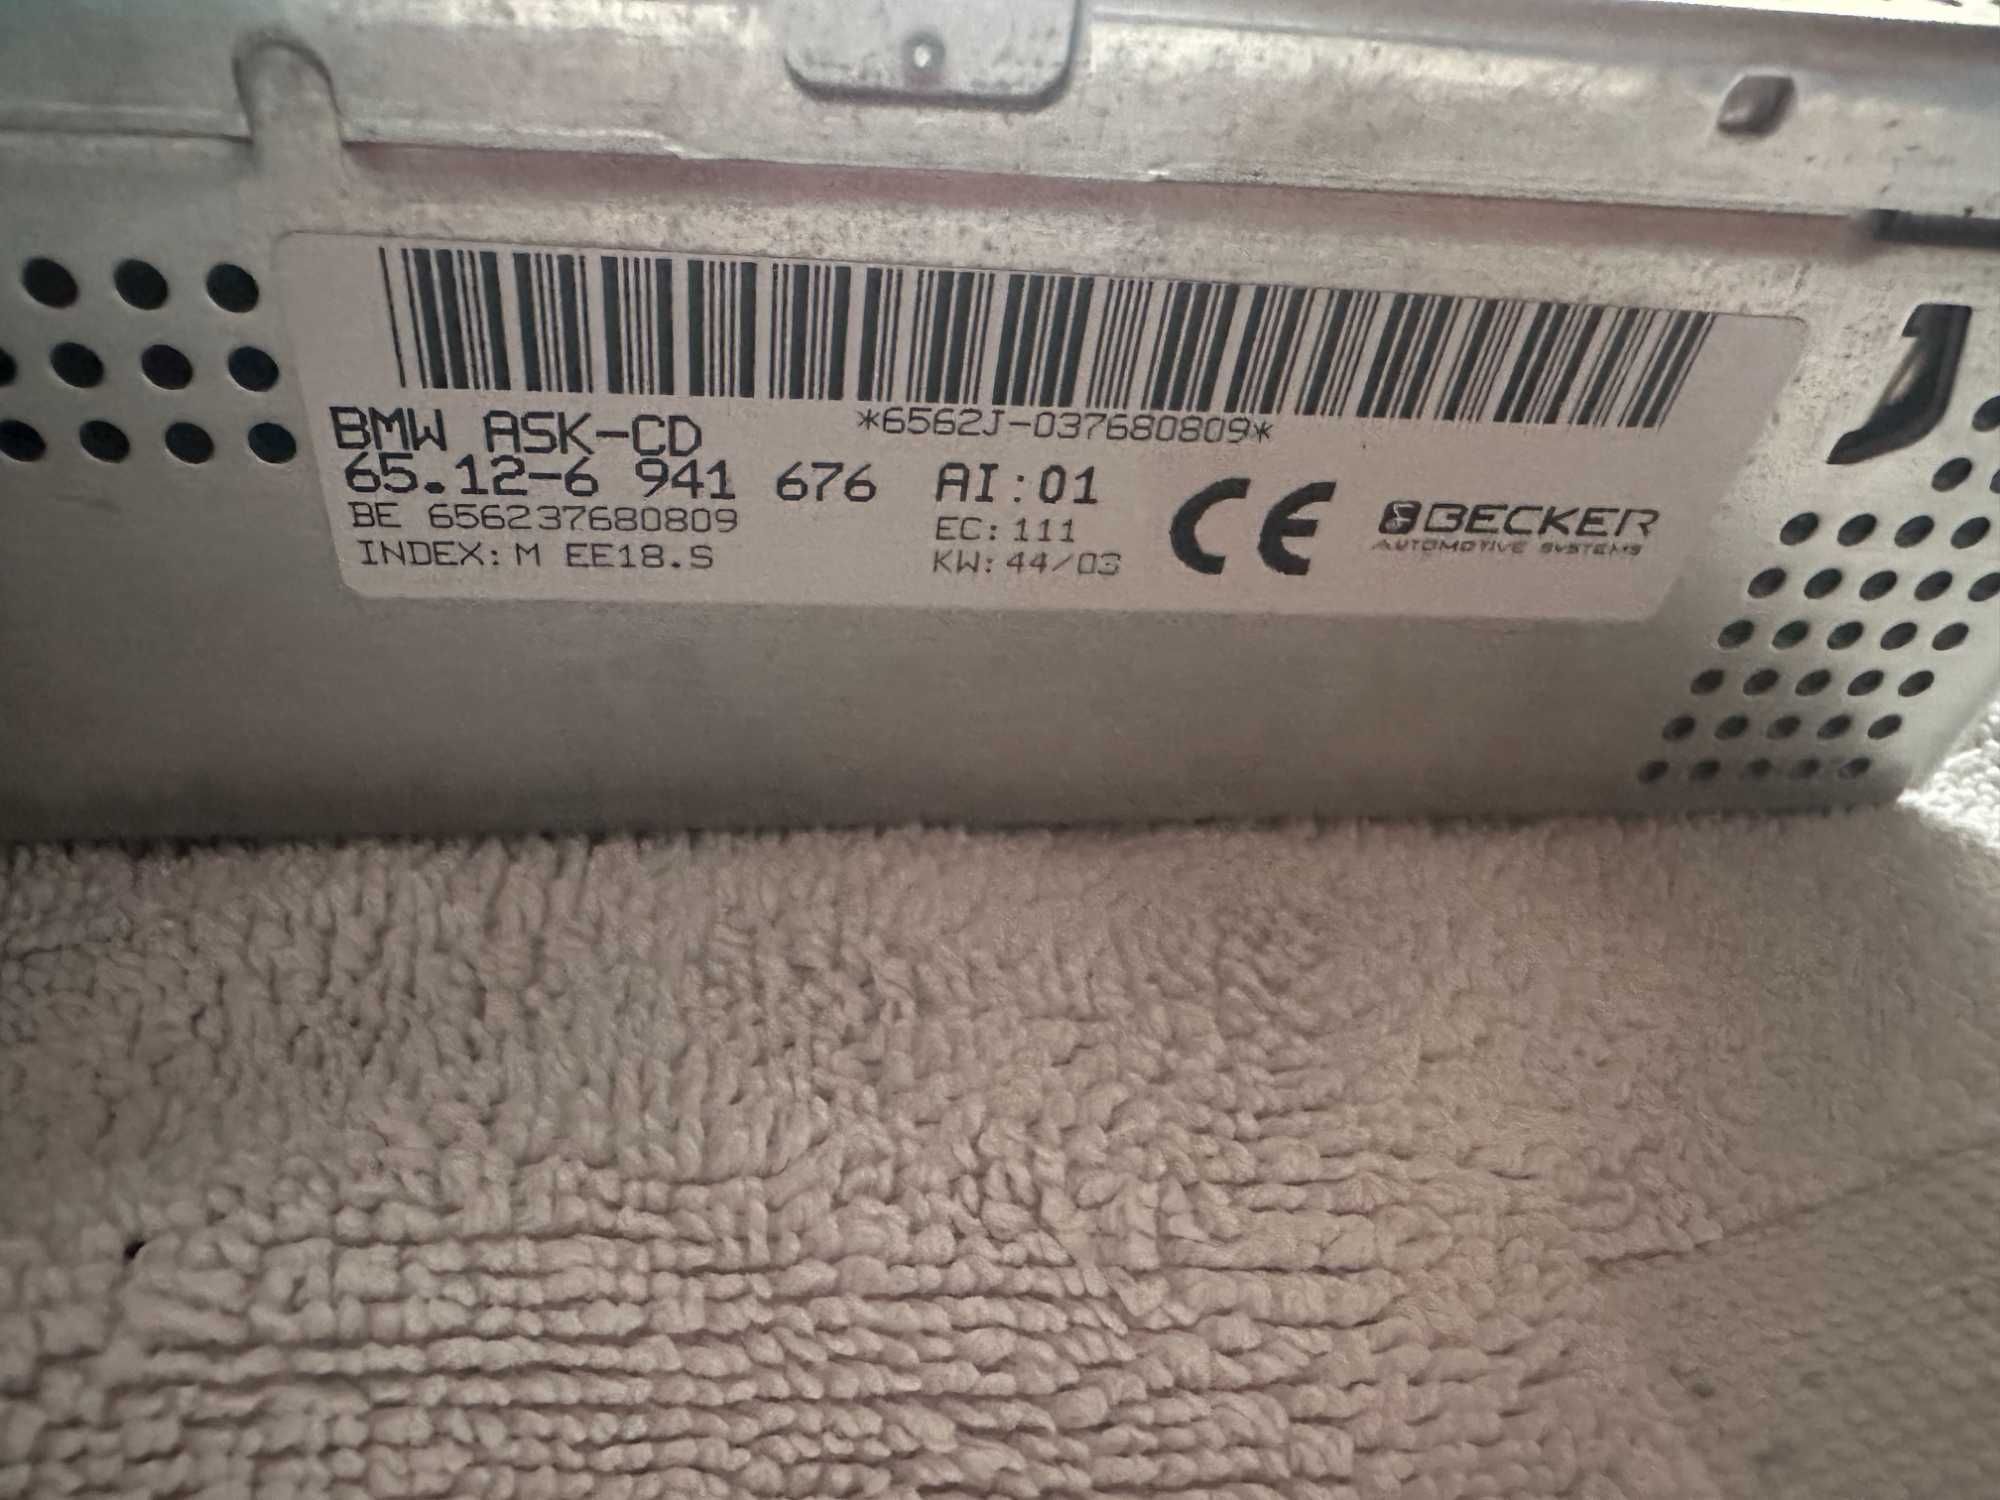 *6562J-037680809*
BMW ASK-CD
65.12-6 941 676 AI:01
BE 656237680809 EC:111
INDEX: M EE18.S KW:44/03
CE
BECKER
AUTOMOTIVE SYSTEMS